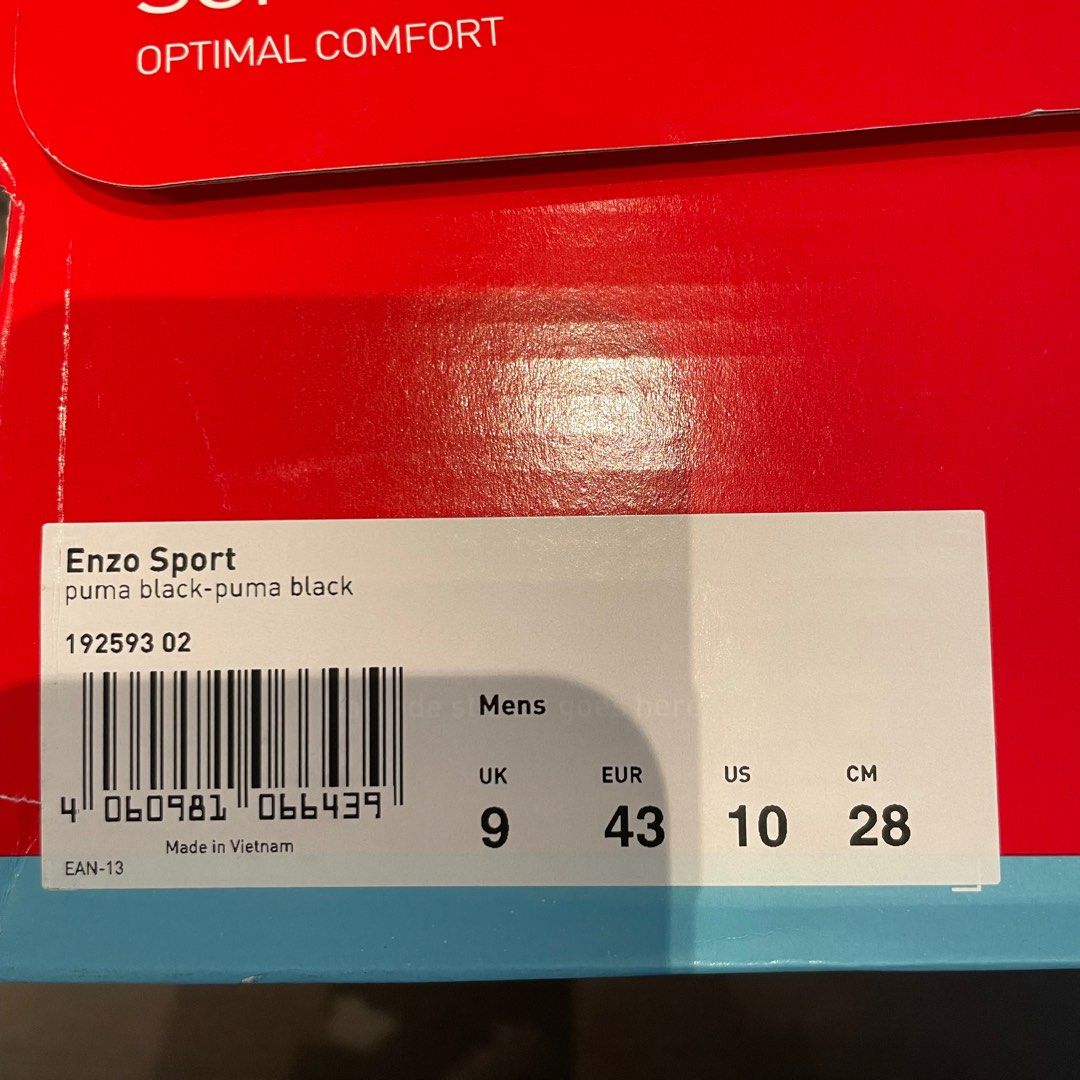 OPTIMAL COMFORT
Enzo Sport
puma black-puma black
192593 02
Mens
UK EUR US CM
9 43 10 28
4 060981 066439
Made in Vietnam
EAN-13